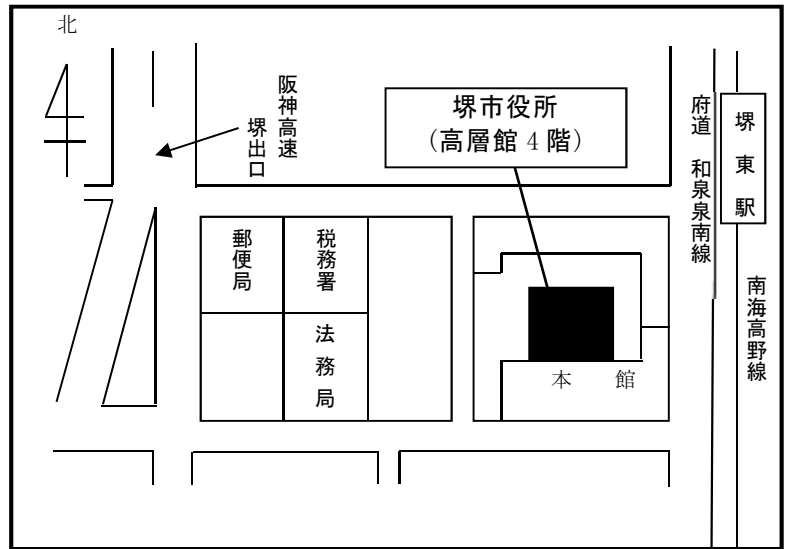 北
阪神高速
堺出口
堺市役所
（高層館４階）
府道　和泉泉南線
堺東駅
南海高野線
郵便局
税務署
法務局
本　館